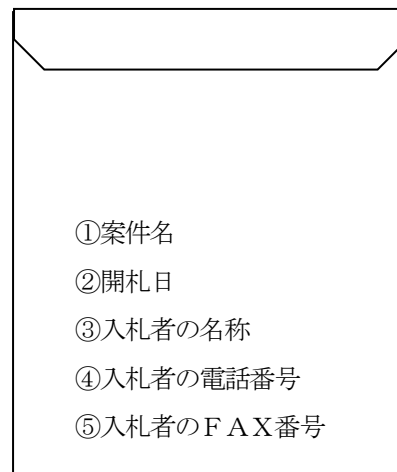 ①案件名
②開札日
③入札者の名称
④入札者の電話番号
⑤入札者のＦＡＸ番号